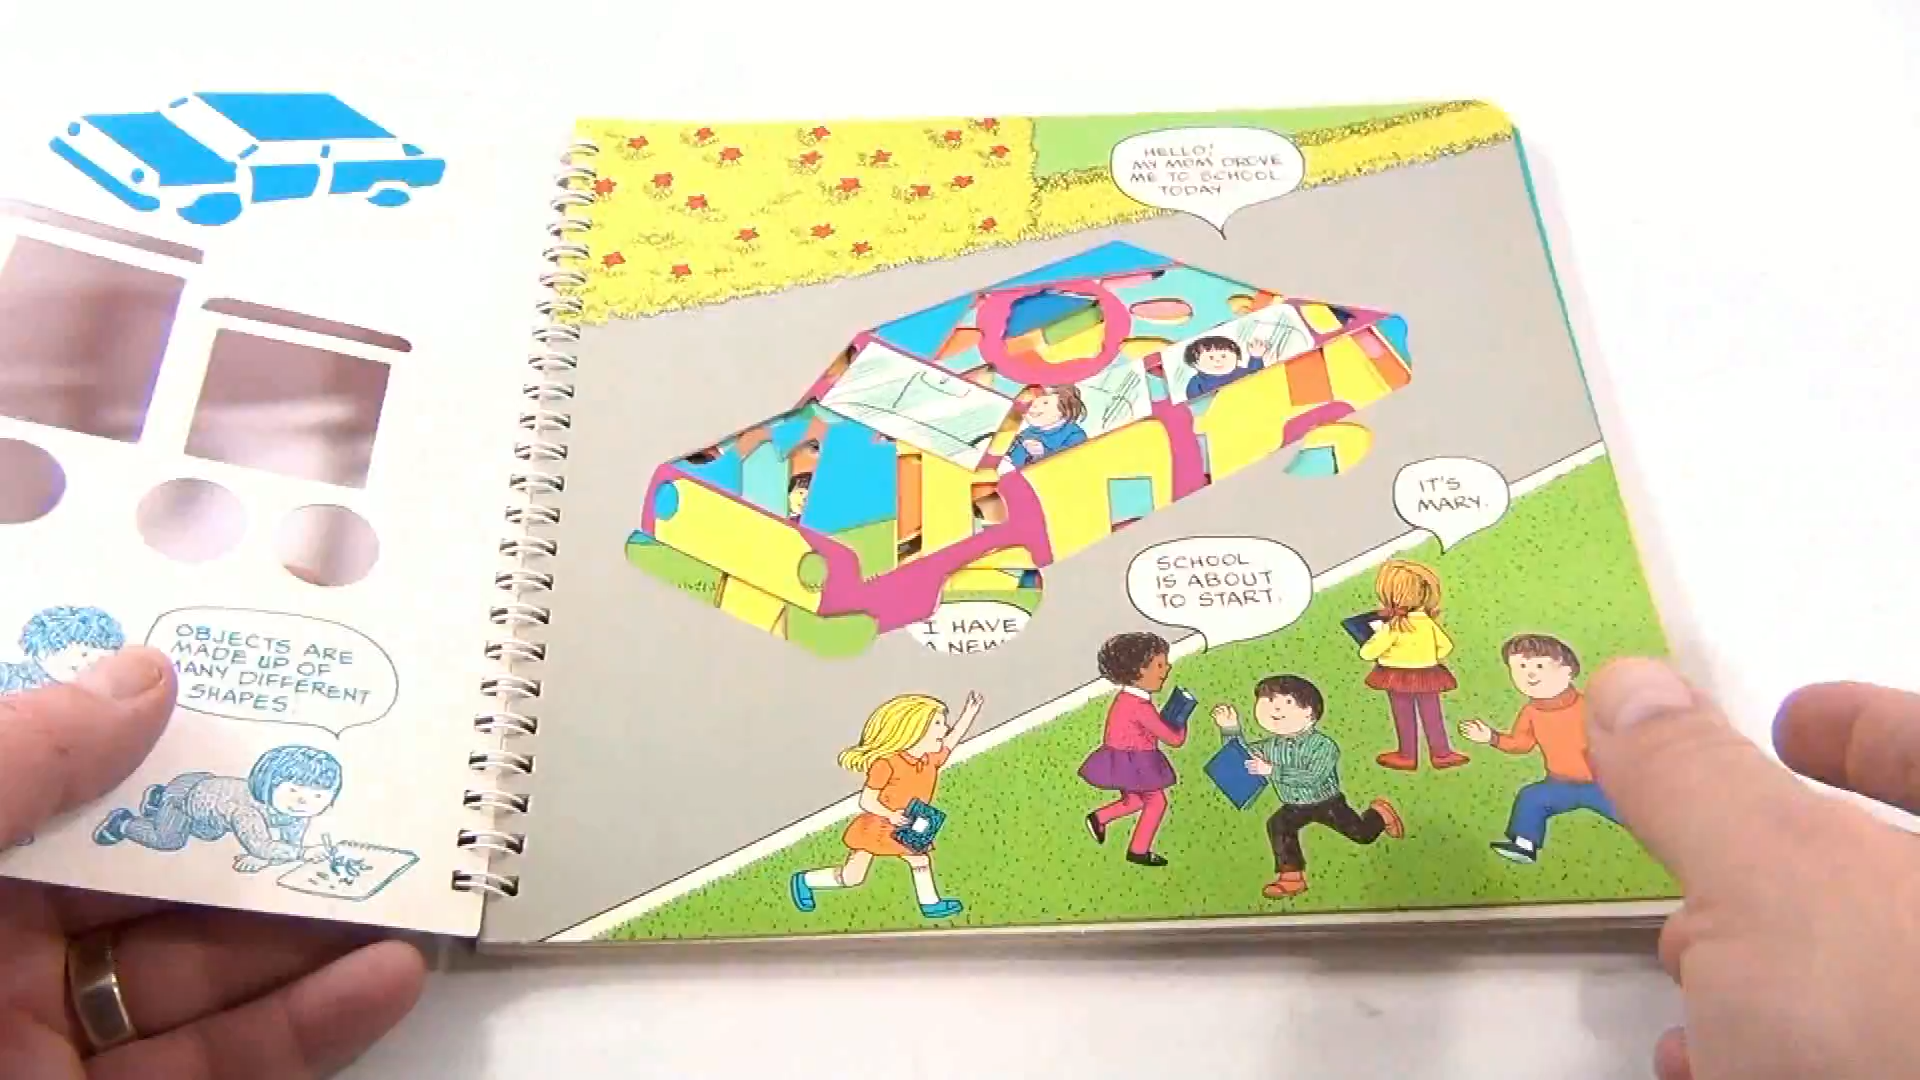 OBJECTS ARE
MADE UP OF
MANY DIFFERENT
SHAPES.
HELLO!
MY MOM DROVE
ME TO SCHOOL
TODAY.
IT'S
MARY.
SCHOOL
IS ABOUT
TO START.
I HAVE
A NEW